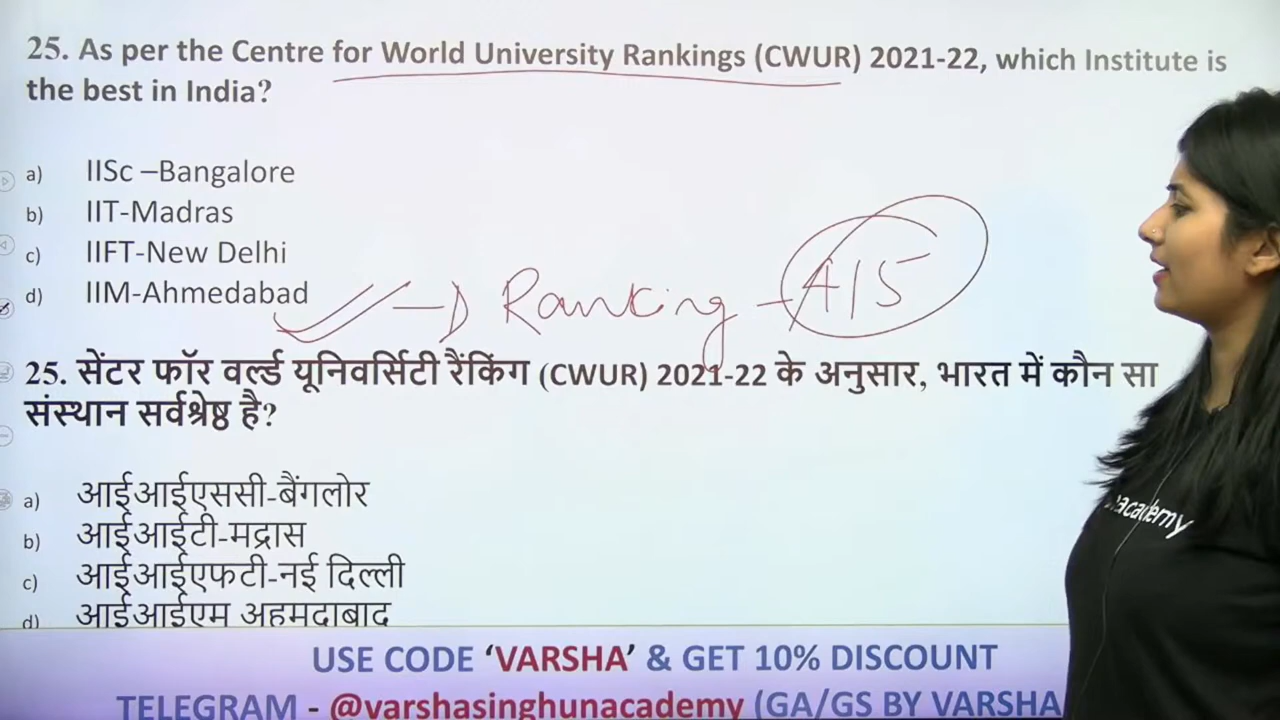 25. As per the Centre for World University Rankings (CWUR) 2021-22, which Institute is
the best in India?
a) IISc –Bangalore
b) IIT-Madras
c) IIFT-New Delhi
d) IIM-Ahmedabad
Ranking - 415
25. सेंटर फॉर वर्ल्ड यूनिवर्सिटी रैंकिंग (CWUR) 2021-22 के अनुसार, भारत में कौन सा
संस्थान सर्वश्रेष्ठ है?
a) आईआईएससी-बैंगलोर
b) आईआईटी-मद्रास
c) आईआईएफटी-नई दिल्ली
d) आईआईएम अहमदाबाद
academy
USE CODE ‘VARSHA’ & GET 10% DISCOUNT
TELEGRAM - @varshasinghunacademy (GA/GS BY VARSHA